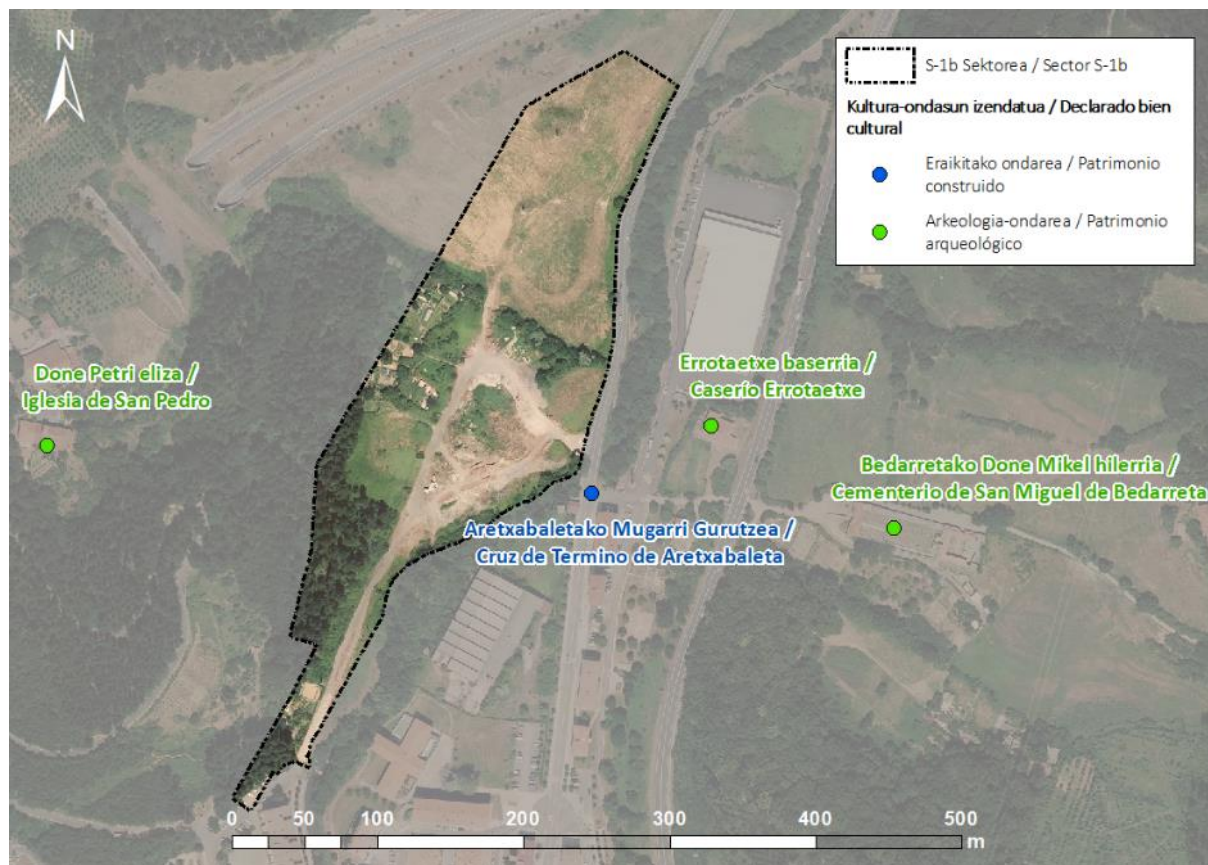 N
S-1b Sektorea / Sector S-1b
Kultura-ondasun izendatua / Declarado bien
cultural
Eraikitako ondarea / Patrimonio
construido
Arkeologia-ondarea / Patrimonio
arqueológico
Done Petri eliza /
Iglesia de San Pedro
Errotaetxe baserria /
Caserío Errotaetxe
Bedarretako Done Mikel hilerria /
Cementerio de San Miguel de Bedarreta
Aretxabaletako Mugarri Gurutzea /
Cruz de Termino de Aretxabaleta
0 50 100 200 300 400 500
m